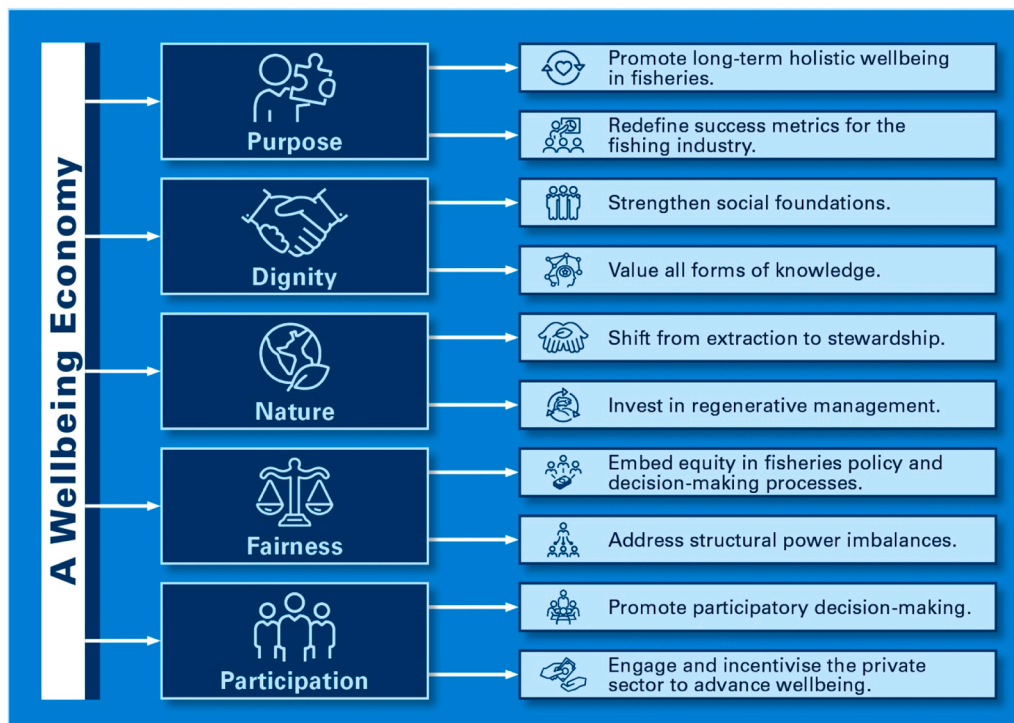 A Wellbeing Economy
Purpose
Promote long-term holistic wellbeing
in fisheries.
Redefine success metrics for the
fishing industry.
Dignity
Strengthen social foundations.
Value all forms of knowledge.
Nature
Shift from extraction to stewardship.
Invest in regenerative management.
Fairness
Embed equity in fisheries policy and
decision-making processes.
Address structural power imbalances.
Participation
Promote participatory decision-making.
Engage and incentivise the private
sector to advance wellbeing.